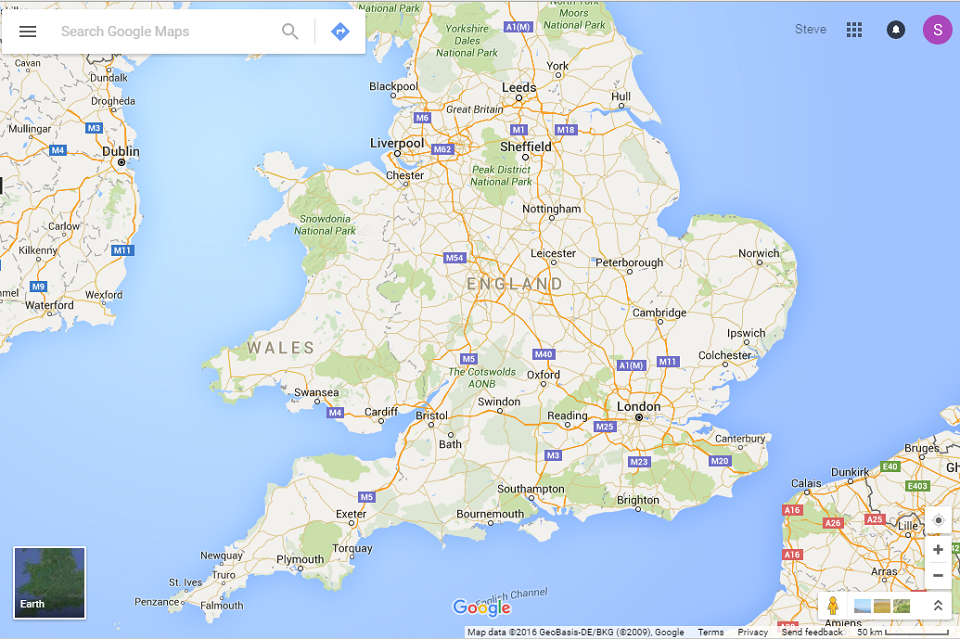 National Park
North York
Moors
National Park
Search Google Maps
Steve
S
Yorkshire
Dales
National Park
A1(M)
Cavan
Dundalk
York
Blackpool
Leeds
Hull
Drogheda
Great Britain
M6
Mullingar
M3
M1
M18
M4
Dublin
Liverpool
M62
Sheffield
Chester
Peak District
National Park
Nottingham
Snowdonia
National Park
Carlow
Kilkenny
M11
M54
Leicester
Peterborough
Norwich
ENGLAND
M9
Wexford
Waterford
Cambridge
Ipswich
WALES
M5
M40
Colchester
A1(M)
M11
The Cotswolds
AONB
Oxford
Swansea
Swindon
London
M4
Cardiff
Bristol
Reading
M25
Bath
Canterbury
M3
M23
M20
Bruges
Dunkirk
E40
Gh
Calais
E403
Southampton
M5
Brighton
Exeter
Bournemouth
A16
A26
A25
Lille
Newquay
Plymouth
Torquay
A16
Truro
St. Ives
Arras
Penzance
Falmouth
English Channel
Google
Earth
Amiens
Map data ©2016 GeoBasis-DE/BKG (©2009), Google Terms Privacy Send feedback 50 km